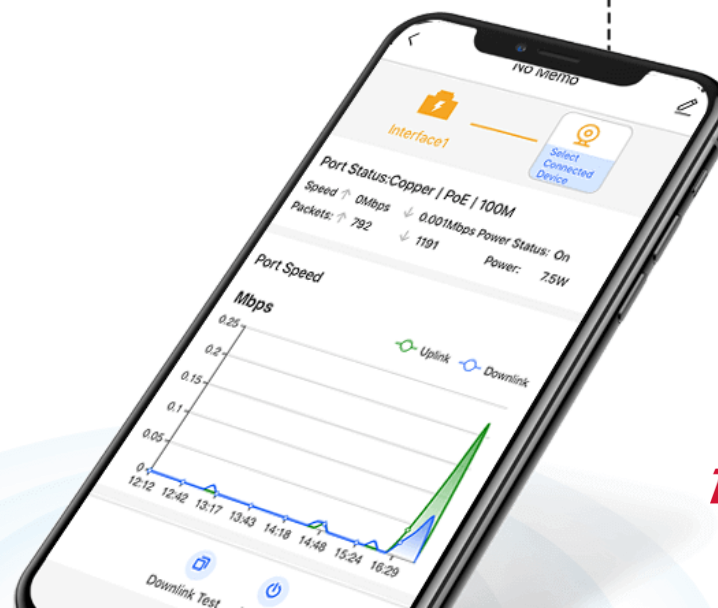 No Memo
Interface1
Select
Connected
Device
Port Status:Copper | PoE | 100M
Speed ↑ 0Mbps ↓ 0.001Mbps Power Status: On
Packets: ↑ 792 ↓ 1191 Power: 7.5W
Port Speed
Mbps
Uplink Downlink
0.25
0.2
0.15
0.1
0.05
0
12:12 12:42 13:17 13:43 14:18 14:48 15:24 16:29
Downlink Test